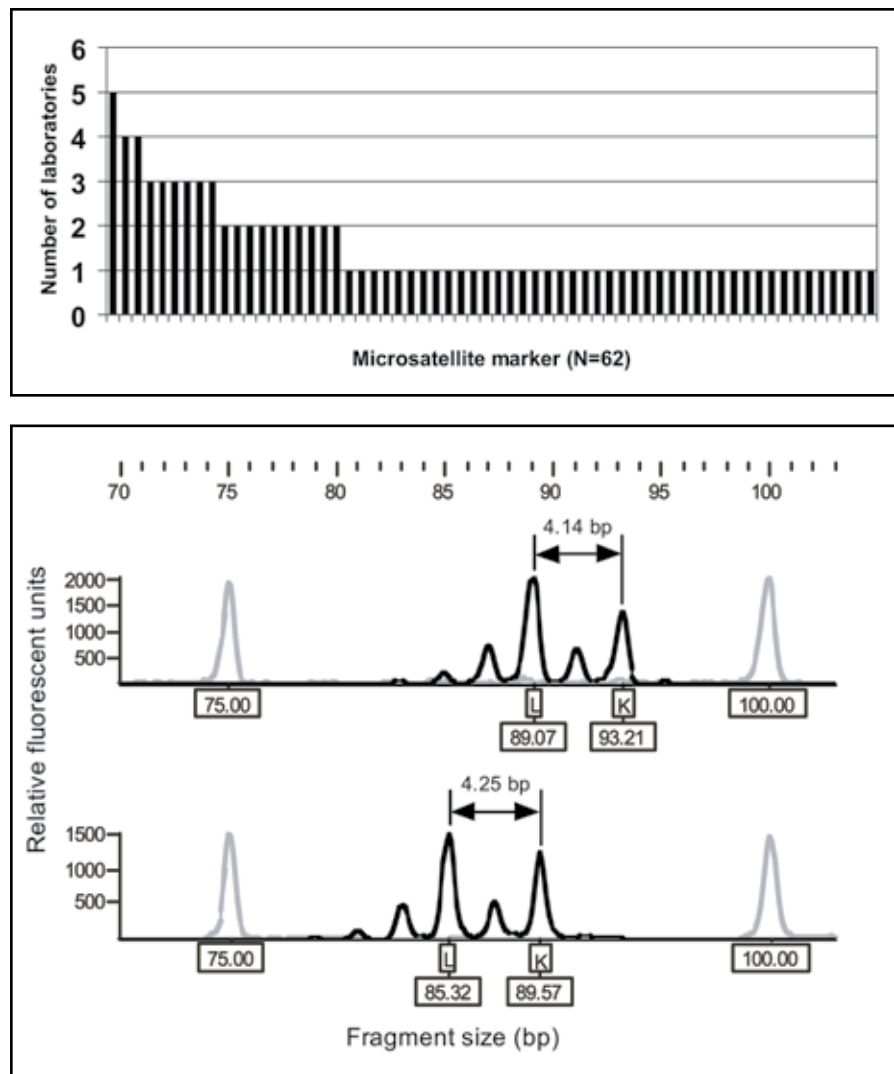 Number of laboratories
6
5
4
3
2
1
0
Microsatellite marker (N=62)
70 75 80 85 90 95 100
4.14 bp
Relative fluorescent units
2000
1500
1000
500
75.00 L K 100.00
89.07 93.21
4.25 bp
1500
1000
500
75.00 L K 100.00
85.32 89.57
Fragment size (bp)